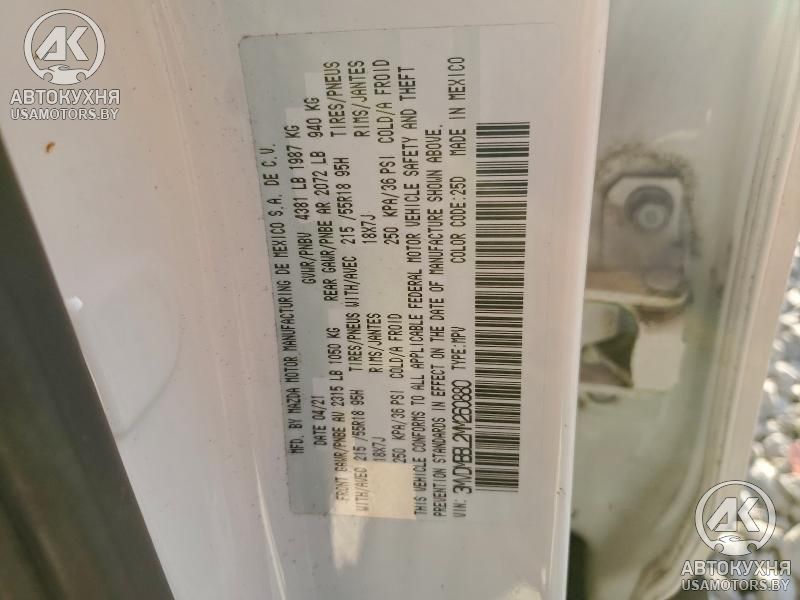 AK
АВТОКУХНЯ
USAMOTORS.BY
MFD. BY MAZDA MOTOR MANUFACTURING DE MEXICO S.A. DE C.V.
DATE 04/21 GVWR/PNBV 4381 LB 1987 KG
FRONT GAWR/PNBE AV 2315 LB 1050 KG REAR GAWR/PNBE AR 2072 LB 940 KG
WITH/AVEC 215 /55R18 95H TIRES/PNEUS WITH/AVEC 215 /55R18 95H TIRES/PNEUS
18X7J RIMS/JANTES 18X7J RIMS/JANTES
250 KPA/36 PSI COLD/A FROID 250 KPA/36 PSI COLD/A FROID
THIS VEHICLE CONFORMS TO ALL APPLICABLE FEDERAL MOTOR VEHICLE SAFETY AND THEFT
PREVENTION STANDARDS IN EFFECT ON THE DATE OF MANUFACTURE SHOWN ABOVE.
VIN: 3MVDMBBL2MM260880 TYPE:MPV COLOR CODE:25D MADE IN MEXICO
AK
АВТОКУХНЯ
USAMOTORS.BY